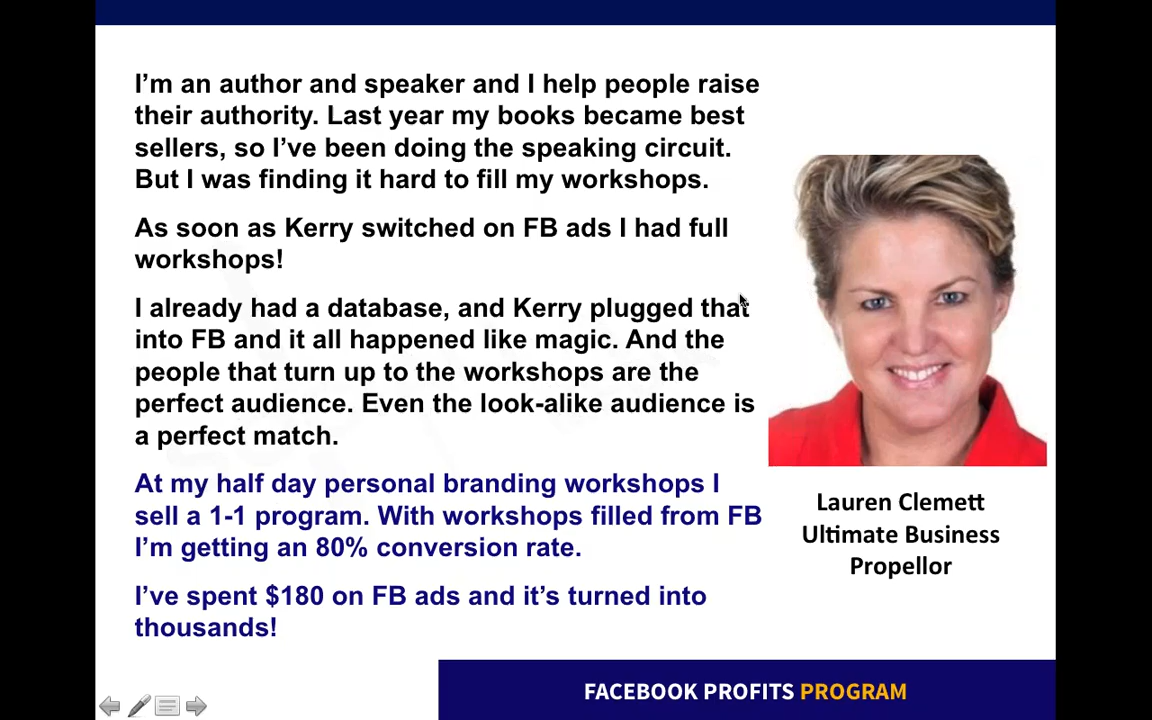 I’m an author and speaker and I help people raise
their authority. Last year my books became best
sellers, so I’ve been doing the speaking circuit.
But I was finding it hard to fill my workshops.
As soon as Kerry switched on FB ads I had full
workshops!
I already had a database, and Kerry plugged that
into FB and it all happened like magic. And the
people that turn up to the workshops are the
perfect audience. Even the look-alike audience is
a perfect match.
At my half day personal branding workshops I
sell a 1-1 program. With workshops filled from FB
I’m getting an 80% conversion rate.
I’ve spent $180 on FB ads and it’s turned into
thousands!
Lauren Clemett
Ultimate Business
Propellor
FACEBOOK PROFITS PROGRAM